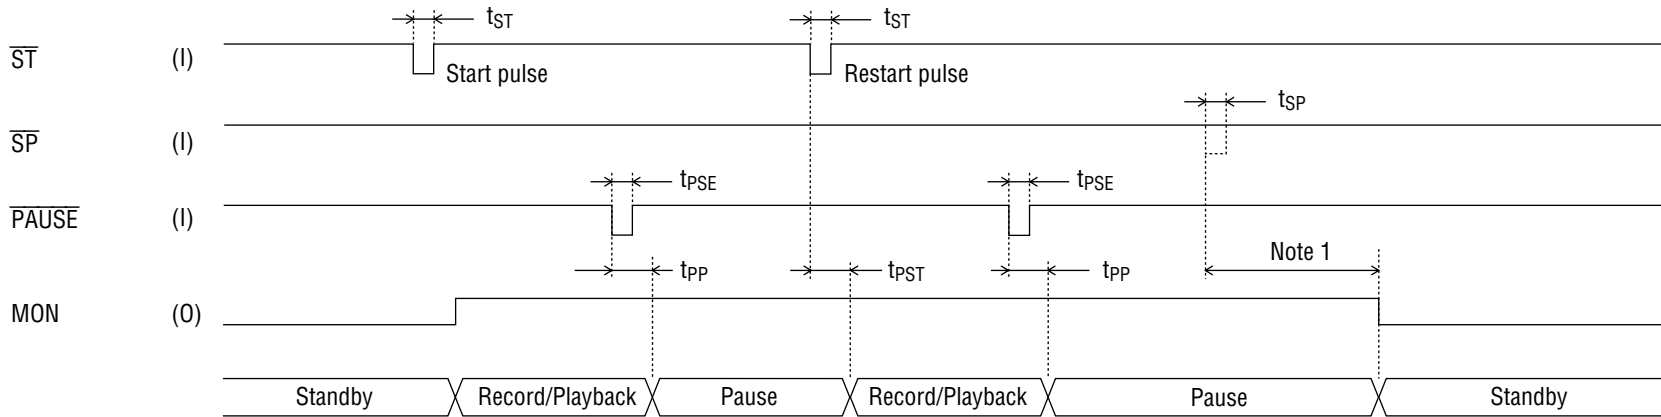 tST tST
ST (I) Start pulse Restart pulse
tSP
SP (I)
tPSE tPSE
PAUSE (I)
Note 1
tPP tPST tPP
MON (O)
Standby Record/Playback Pause Record/Playback Pause Standby